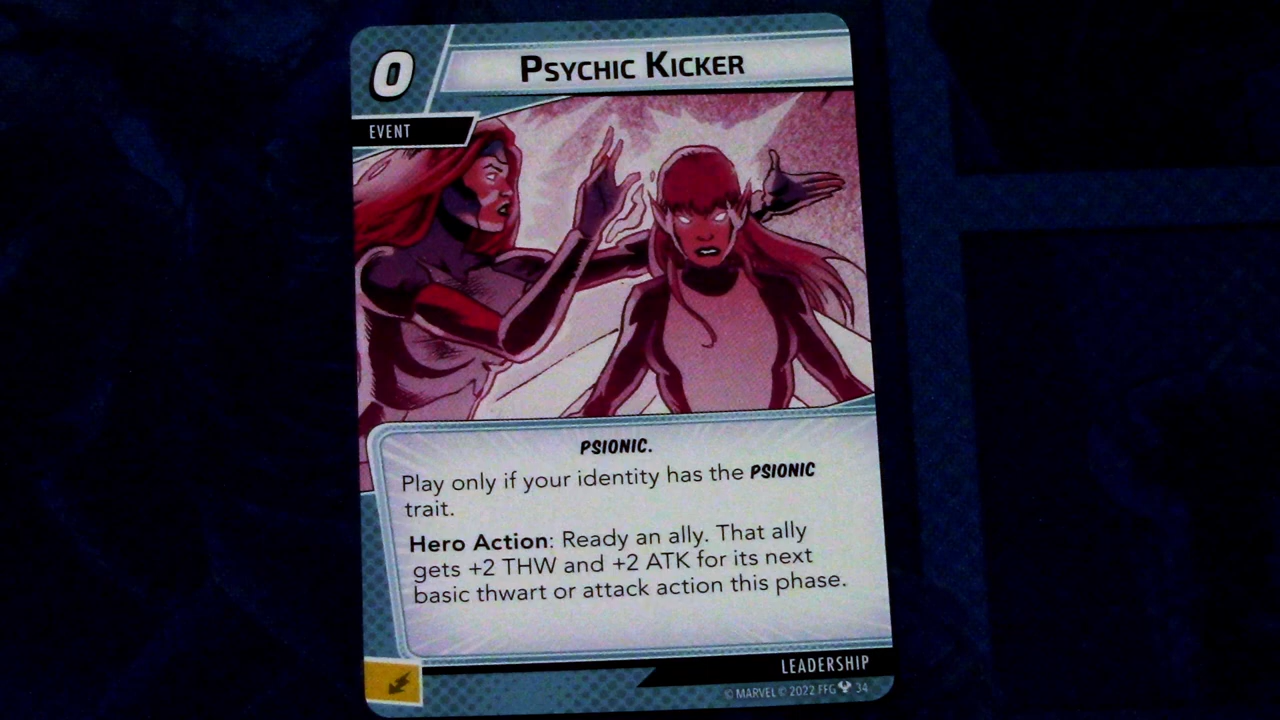 0
PSYCHIC KICKER
EVENT
PSIONIC.
Play only if your identity has the PSIONIC
trait.
Hero Action: Ready an ally. That ally
gets +2 THW and +2 ATK for its next
basic thwart or attack action this phase.
LEADERSHIP
© MARVEL © 2022 FFG 34